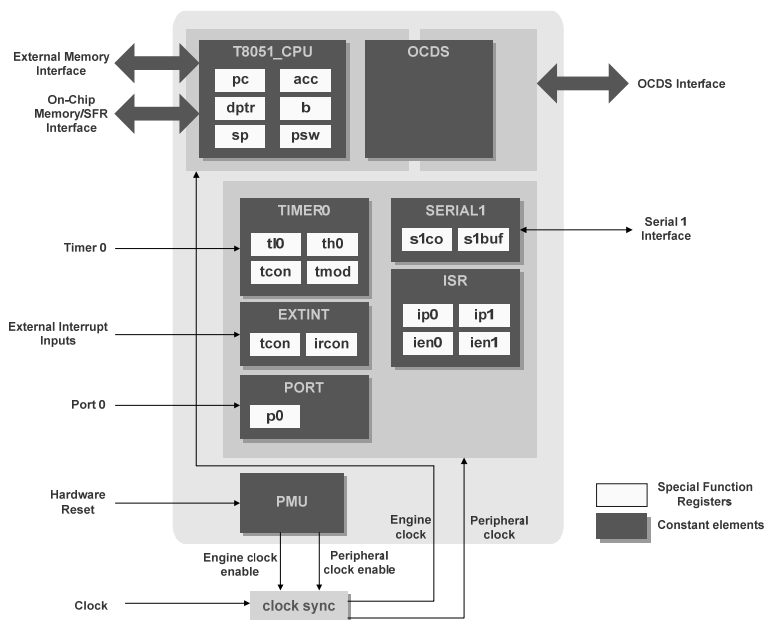 T8051_CPU
OCDS
External Memory
Interface
pc
acc
OCDS Interface
On-Chip
Memory/SFR
Interface
dptr
b
sp
psw
TIMER0
SERIAL1
tl0
th0
s1co
s1buf
Serial 1
Interface
Timer 0
tcon
tmod
ISR
EXTINT
ip0
ip1
External Interrupt
Inputs
tcon
ircon
ien0
ien1
PORT
Port 0
p0
Hardware
Reset
PMU
Engine
clock
Peripheral
clock
Special Function
Registers
Constant elements
Engine clock
enable
Peripheral
clock enable
Clock
clock sync